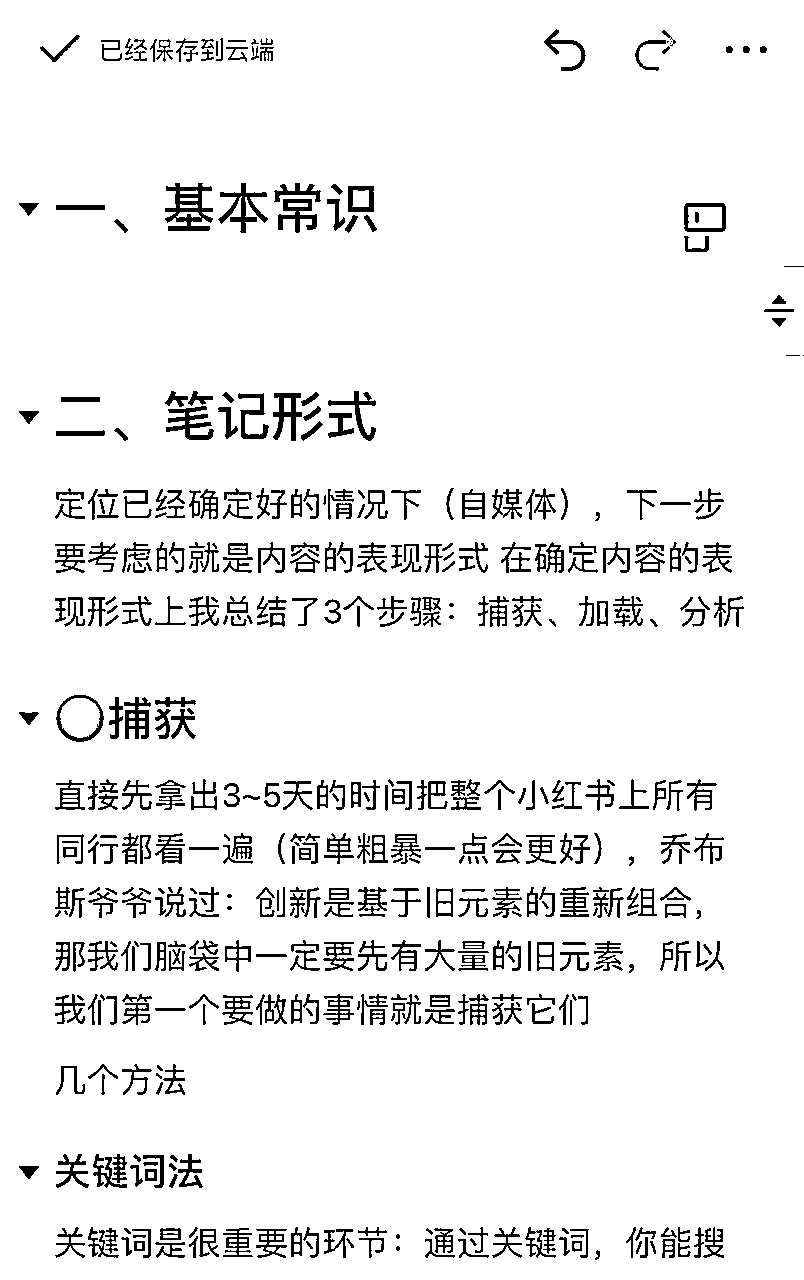 已经保存到云端
一、基本常识
二、笔记形式
定位已经确定好的情况下（自媒体），下一步
要考虑的就是内容的表现形式 在确定内容的表
现形式上我总结了3个步骤：捕获、加载、分析
◯捕获
直接先拿出3~5天的时间把整个小红书上所有
同行都看一遍（简单粗暴一点会更好），乔布
斯爷爷说过：创新是基于旧元素的重新组合，
那我们脑袋中一定要先有大量的旧元素，所以
我们第一个要做的事情就是捕获它们
几个方法
关键词法
关键词是很重要的环节：通过关键词，你能搜